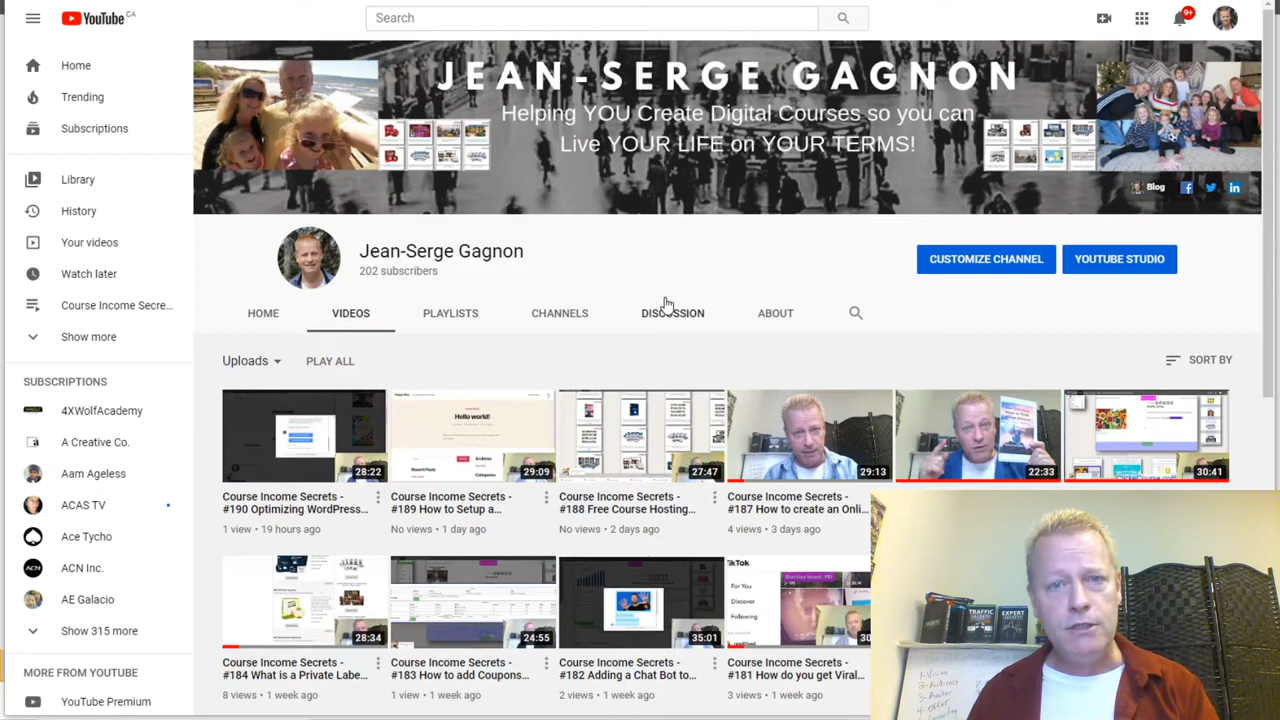 YouTube CA
Search
9+
Home
Trending
Subscriptions
Library
History
Your videos
Watch later
Course Income Secre...
Show more
SUBSCRIPTIONS
4XWolfAcademy
A Creative Co.
Aam Ageless
ACAS TV
Ace Tycho
ACN Inc.
AE Galacio
Show 315 more
MORE FROM YOUTUBE
YouTube Premium
JEAN-SERGE GAGNON
Helping YOU Create Digital Courses so you can
Live YOUR LIFE on YOUR TERMS!
Blog
Jean-Serge Gagnon
202 subscribers
CUSTOMIZE CHANNEL
YOUTUBE STUDIO
HOME VIDEOS PLAYLISTS CHANNELS DISCUSSION ABOUT
Uploads PLAY ALL SORT BY
28:22
Course Income Secrets -
#190 Optimizing WordPress...
1 view • 19 hours ago
Hello world!
29:09
Course Income Secrets -
#189 How to Setup a...
No views • 1 day ago
27:47
Course Income Secrets -
#188 Free Course Hosting...
No views • 2 days ago
29:13
Course Income Secrets -
#187 How to create an Onli...
4 views • 3 days ago
22:33
30:41
28:34
Course Income Secrets -
#184 What is a Private Labe...
8 views • 1 week ago
24:55
Course Income Secrets -
#183 How to add Coupons...
1 view • 1 week ago
35:01
Course Income Secrets -
#182 Adding a Chat Bot to...
2 views • 1 week ago
TikTok
For You
Discover
Following
30
Course Income Secrets -
#181 How do you get Viral...
3 views • 1 week ago
TRAFFIC
SECRETS
EXPERT
SECRETS